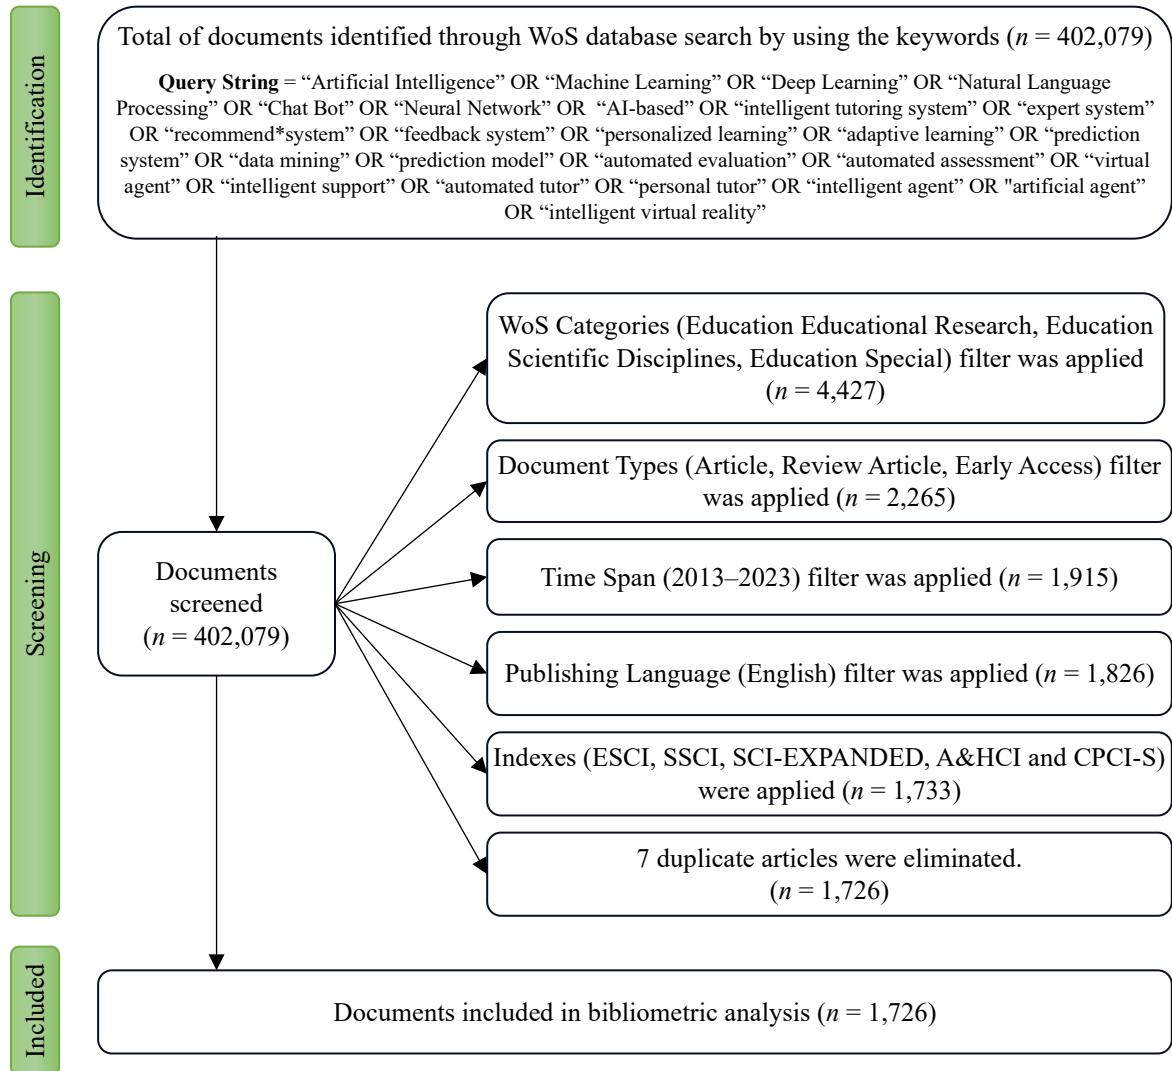 Identification
Total of documents identified through WoS database search by using the keywords (n = 402,079)
Query String = “Artificial Intelligence” OR “Machine Learning” OR “Deep Learning” OR “Natural Language
Processing” OR “Chat Bot” OR “Neural Network” OR “AI-based” OR “intelligent tutoring system” OR “expert system”
OR “recommend*system” OR “feedback system” OR “personalized learning” OR “adaptive learning” OR “prediction
system” OR “data mining” OR “prediction model” OR “automated evaluation” OR “automated assessment” OR “virtual
agent” OR “intelligent support” OR “automated tutor” OR “personal tutor” OR “intelligent agent” OR "artificial agent”
OR “intelligent virtual reality”
Screening
Documents
screened
(n = 402,079)
WoS Categories (Education Educational Research, Education
Scientific Disciplines, Education Special) filter was applied
(n = 4,427)
Document Types (Article, Review Article, Early Access) filter
was applied (n = 2,265)
Time Span (2013–2023) filter was applied (n = 1,915)
Publishing Language (English) filter was applied (n = 1,826)
Indexes (ESCI, SSCI, SCI-EXPANDED, A&HCI and CPCI-S)
were applied (n = 1,733)
7 duplicate articles were eliminated.
(n = 1,726)
Included
Documents included in bibliometric analysis (n = 1,726)